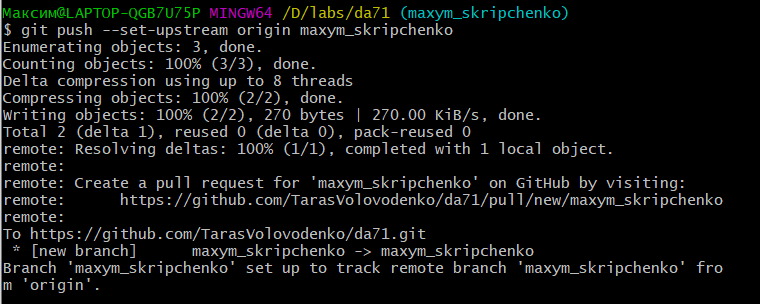 Максим@LAPTOP-QGB7U75P MINGW64 /D/labs/da71 (maxym_skripchenko)
$ git push --set-upstream origin maxym_skripchenko
Enumerating objects: 3, done.
Counting objects: 100% (3/3), done.
Delta compression using up to 8 threads
Compressing objects: 100% (2/2), done.
Writing objects: 100% (2/2), 270 bytes | 270.00 KiB/s, done.
Total 2 (delta 1), reused 0 (delta 0), pack-reused 0
remote: Resolving deltas: 100% (1/1), completed with 1 local object.
remote:
remote: Create a pull request for 'maxym_skripchenko' on GitHub by visiting:
remote:      https://github.com/TarasVolovodenko/da71/pull/new/maxym_skripchenko
remote:
To https://github.com/TarasVolovodenko/da71.git
 * [new branch]      maxym_skripchenko -> maxym_skripchenko
Branch 'maxym_skripchenko' set up to track remote branch 'maxym_skripchenko' fro
m 'origin'.